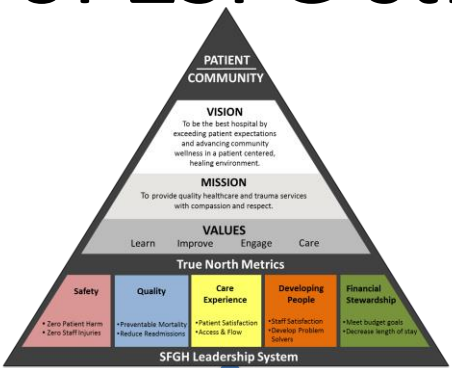 PATIENT
COMMUNITY
VISION
To be the best hospital by
exceeding patient expectations
and advancing community
wellness in a patient centered,
healing environment.
MISSION
To provide quality healthcare and trauma services
with compassion and respect.
VALUES
Learn Improve Engage Care
True North Metrics
Safety
• Zero Patient Harm
• Zero Staff Injuries
Quality
•Preventable Mortality
•Reduce Readmissions
Care
Experience
•Patient Satisfaction
•Access & Flow
Developing
People
•Staff Satisfaction
•Develop Problem
Solvers
Financial
Stewardship
•Meet budget goals
•Decrease length of stay
SFGH Leadership System